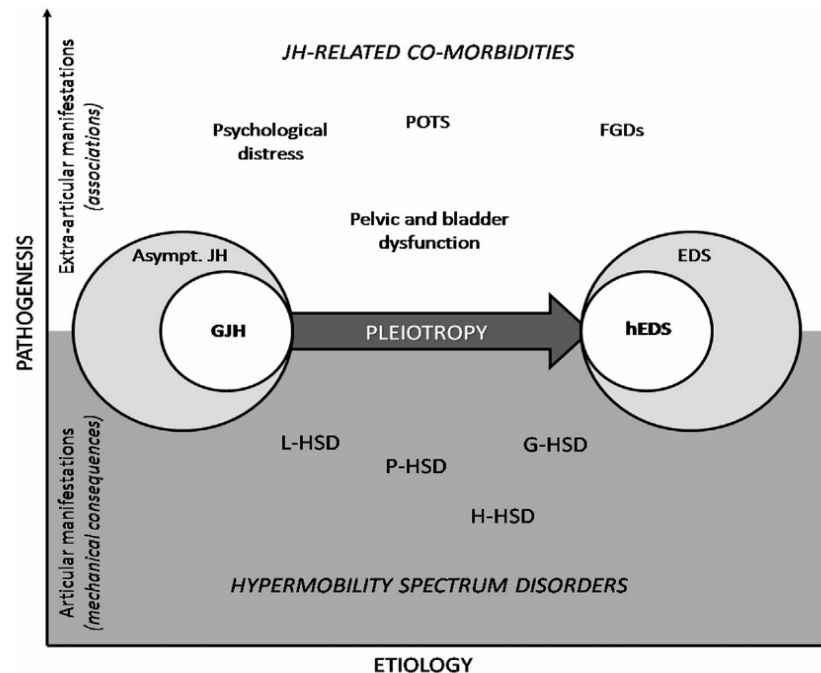 JH-RELATED CO-MORBIDITIES
POTS
Psychological
distress
FGDs
Pelvic and bladder
dysfunction
Asympt. JH
EDS
GJH
PLEIOTROPY
hEDS
L-HSD
G-HSD
P-HSD
H-HSD
HYPERMOBILITY SPECTRUM DISORDERS
PATHOGENESIS
Extra-articular manifestations
(associations)
Articular manifestations
(mechanical consequences)
ETIOLOGY